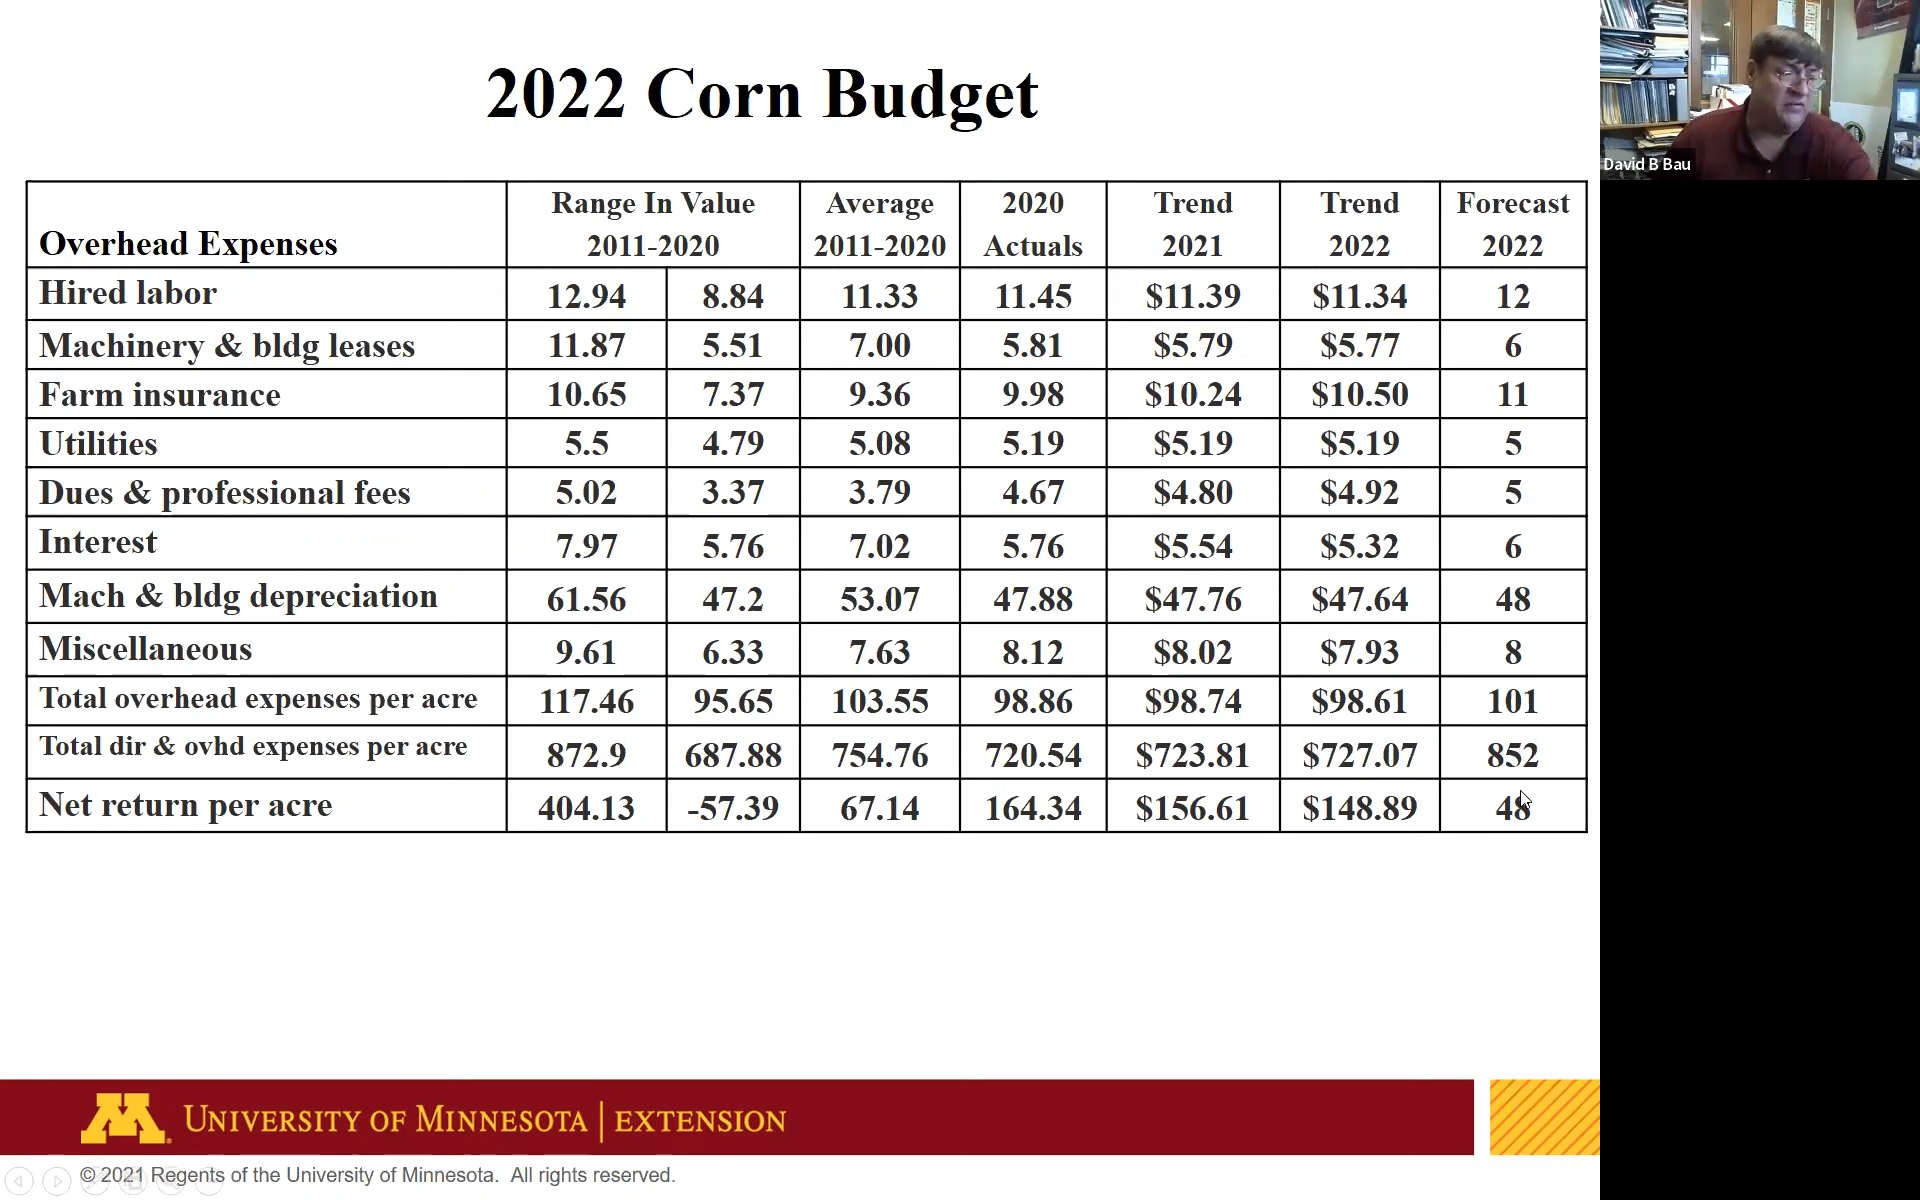 2022 Corn Budget
David B Bau
Overhead Expenses Range In Value 2011-2020 Average 2011-2020 2020 Actuals Trend 2021 Trend 2022 Forecast 2022
Hired labor 12.94 8.84 11.33 11.45 $11.39 $11.34 12
Machinery & bldg leases 11.87 5.51 7.00 5.81 $5.79 $5.77 6
Farm insurance 10.65 7.37 9.36 9.98 $10.24 $10.50 11
Utilities 5.5 4.79 5.08 5.19 $5.19 $5.19 5
Dues & professional fees 5.02 3.37 3.79 4.67 $4.80 $4.92 5
Interest 7.97 5.76 7.02 5.76 $5.54 $5.32 6
Mach & bldg depreciation 61.56 47.2 53.07 47.88 $47.76 $47.64 48
Miscellaneous 9.61 6.33 7.63 8.12 $8.02 $7.93 8
Total overhead expenses per acre 117.46 95.65 103.55 98.86 $98.74 $98.61 101
Total dir & ovhd expenses per acre 872.9 687.88 754.76 720.54 $723.81 $727.07 852
Net return per acre 404.13 -57.39 67.14 164.34 $156.61 $148.89 48
M UNIVERSITY OF MINNESOTA | EXTENSION
© 2021 Regents of the University of Minnesota. All rights reserved.